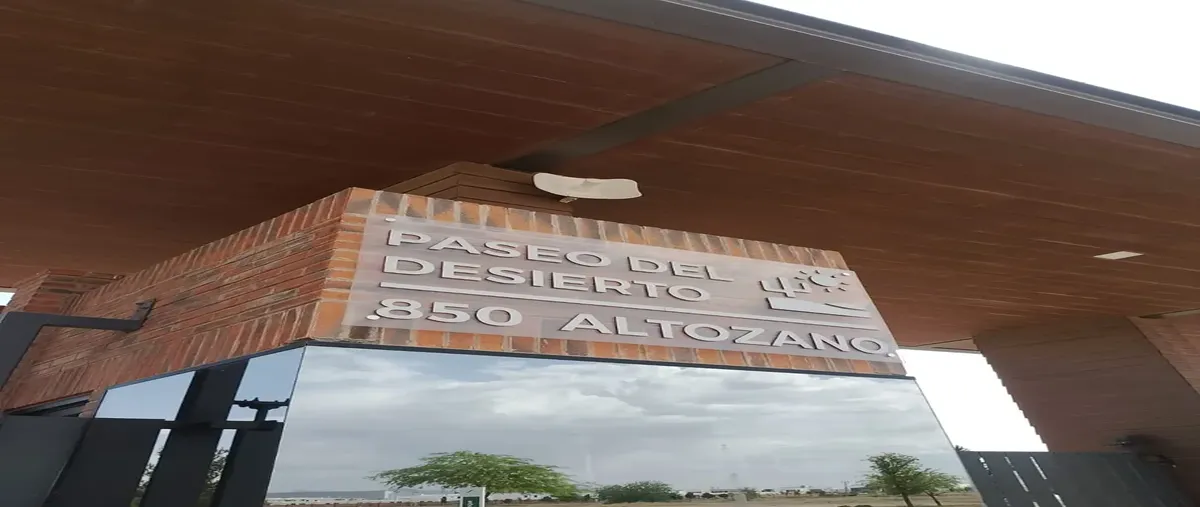 PASEO DEL
DESIERTO
850 ALTOZANO